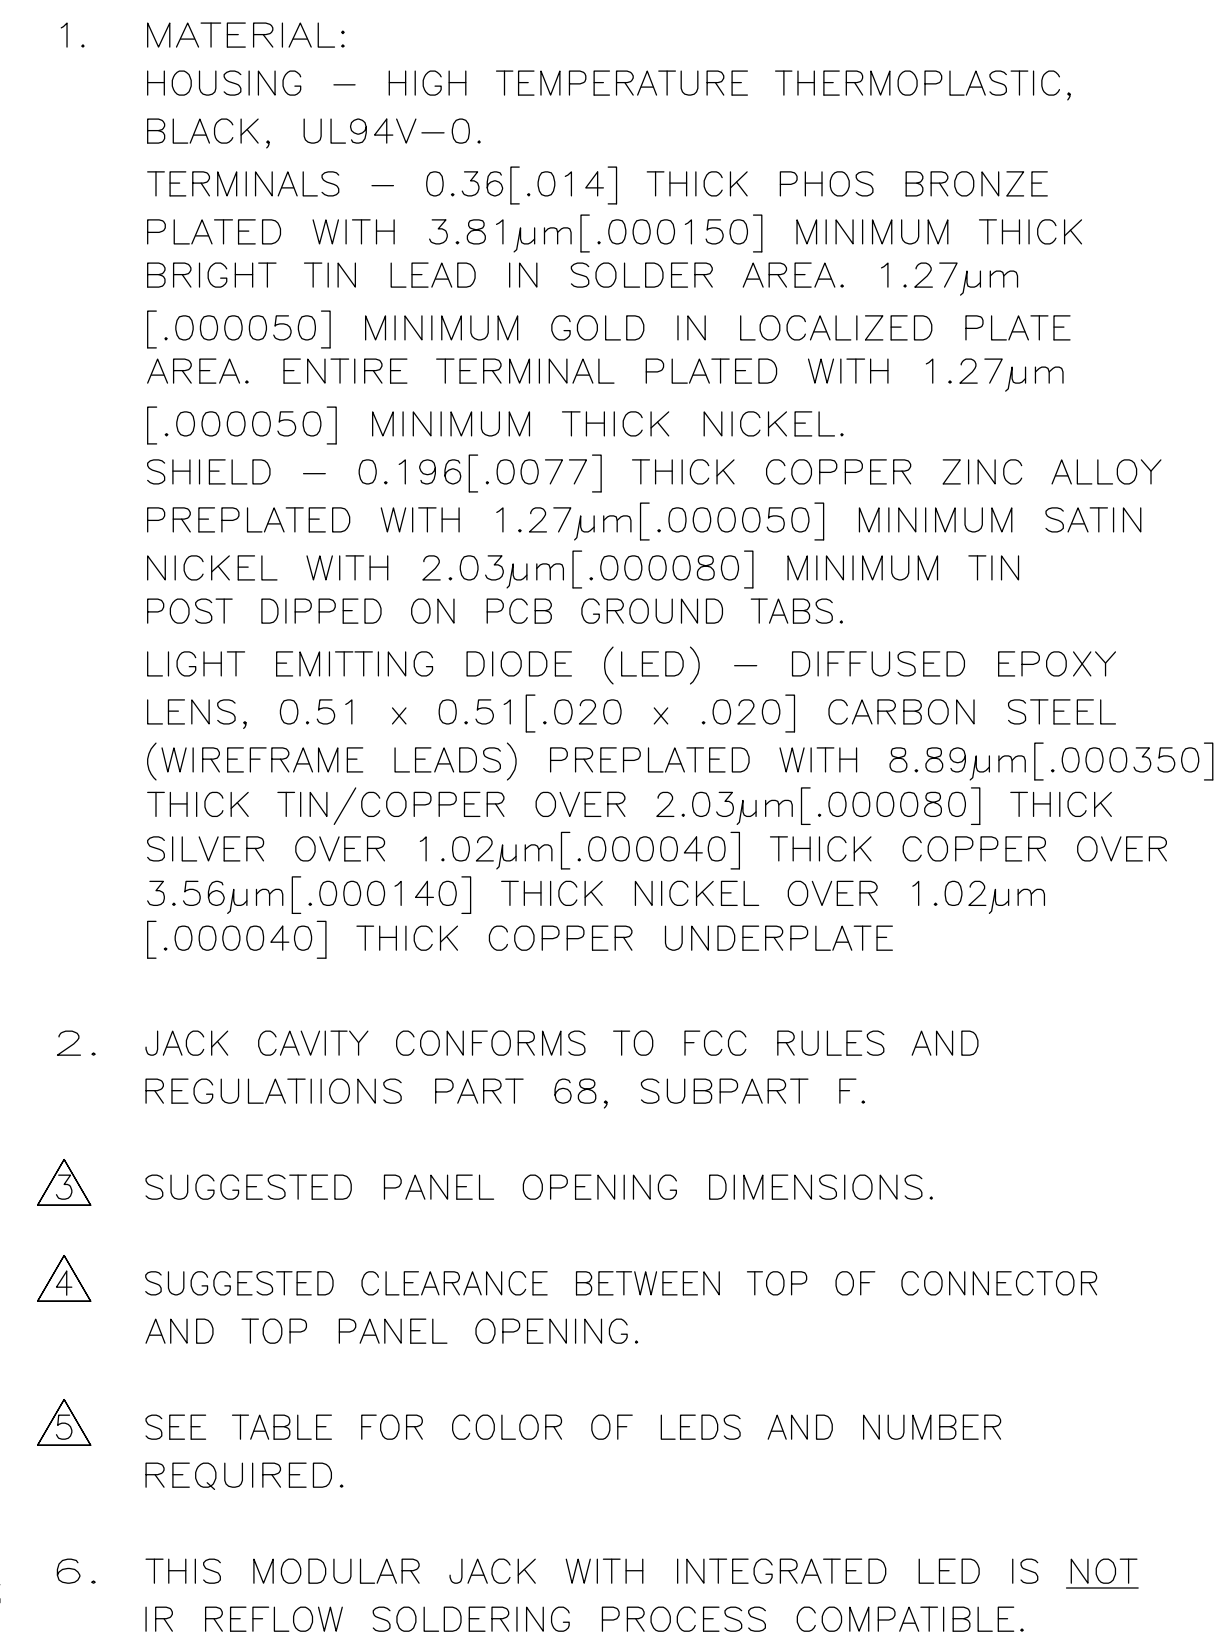 1. MATERIAL:
HOUSING – HIGH TEMPERATURE THERMOPLASTIC,
BLACK, UL94V–0.
TERMINALS – 0.36[.014] THICK PHOS BRONZE
PLATED WITH 3.81µm[.000150] MINIMUM THICK
BRIGHT TIN LEAD IN SOLDER AREA. 1.27µm
[.000050] MINIMUM GOLD IN LOCALIZED PLATE
AREA. ENTIRE TERMINAL PLATED WITH 1.27µm
[.000050] MINIMUM THICK NICKEL.
SHIELD – 0.196[.0077] THICK COPPER ZINC ALLOY
PREPLATED WITH 1.27µm[.000050] MINIMUM SATIN
NICKEL WITH 2.03µm[.000080] MINIMUM TIN
POST DIPPED ON PCB GROUND TABS.
LIGHT EMITTING DIODE (LED) – DIFFUSED EPOXY
LENS, 0.51 x 0.51[.020 x .020] CARBON STEEL
(WIREFRAME LEADS) PREPLATED WITH 8.89µm[.000350]
THICK TIN/COPPER OVER 2.03µm[.000080] THICK
SILVER OVER 1.02µm[.000040] THICK COPPER OVER
3.56µm[.000140] THICK NICKEL OVER 1.02µm
[.000040] THICK COPPER UNDERPLATE
2. JACK CAVITY CONFORMS TO FCC RULES AND
REGULATIIONS PART 68, SUBPART F.
3 SUGGESTED PANEL OPENING DIMENSIONS.
4 SUGGESTED CLEARANCE BETWEEN TOP OF CONNECTOR
AND TOP PANEL OPENING.
5 SEE TABLE FOR COLOR OF LEDS AND NUMBER
REQUIRED.
6. THIS MODULAR JACK WITH INTEGRATED LED IS NOT
IR REFLOW SOLDERING PROCESS COMPATIBLE.